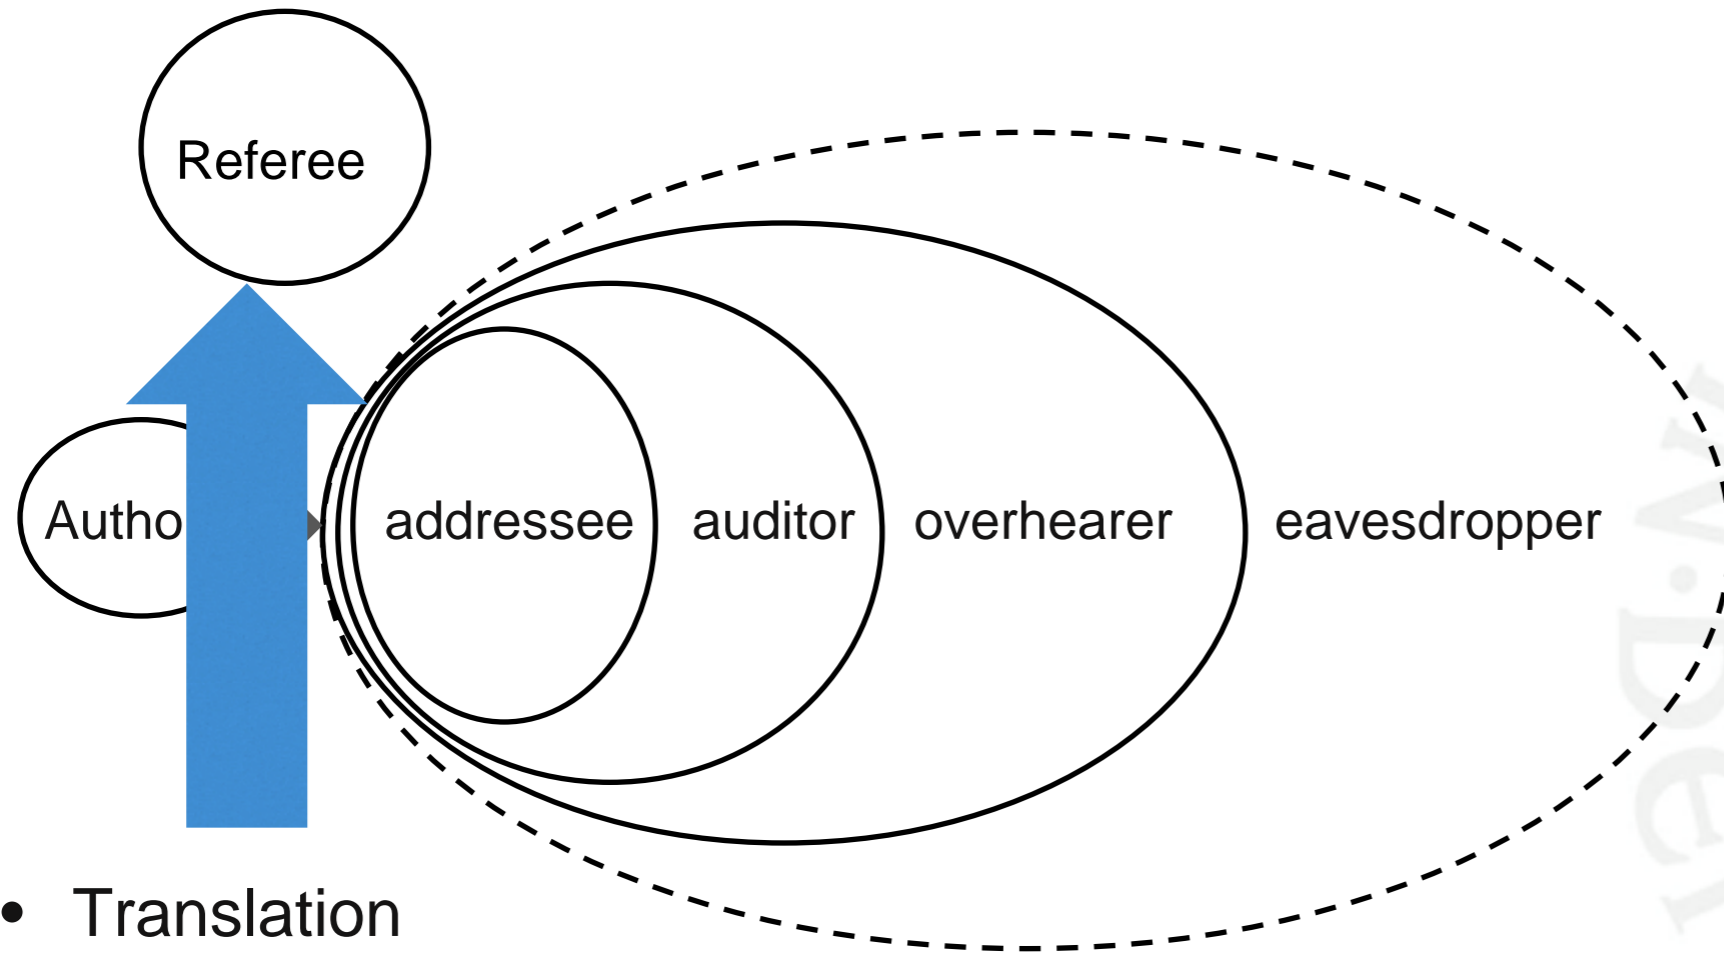 Referee
Autho addressee auditor overhearer eavesdropper
• Translation